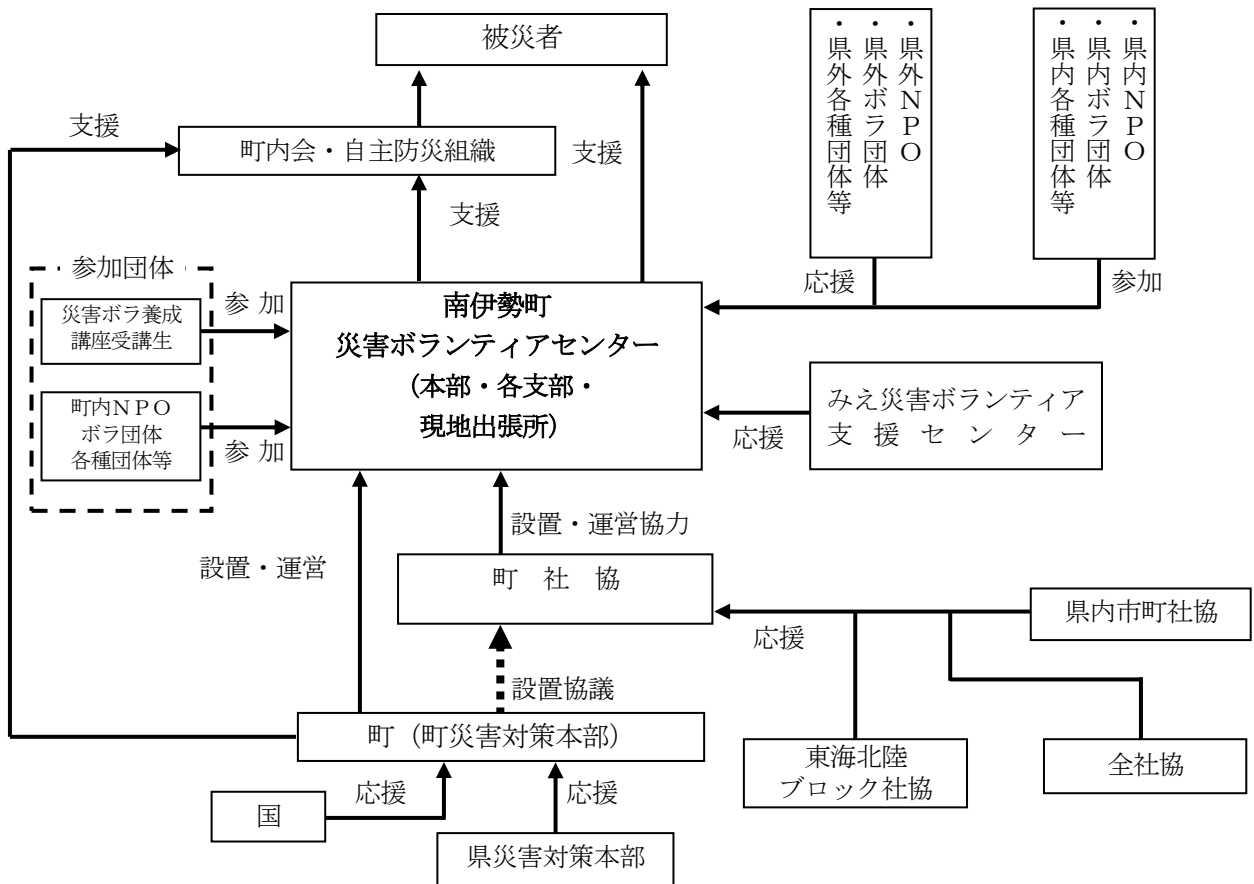 被災者
・県外NPO
・県外ボラ団体
・県外各種団体等
・県内NPO
・県内ボラ団体
・県内各種団体等
支援
町内会・自主防災組織
支援
支援
参加団体
災害ボラ養成
講座受講生
参 加
町内NPO
ボラ団体
各種団体等
参 加
南伊勢町
災害ボランティアセンター
(本部・各支部・
現地出張所)
応援
参加
みえ災害ボランティア
支 援 セ ン タ ー
応援
設置・運営協力
設置・運営
町 社 協
県内市町社協
応援
設置協議
町(町災害対策本部)
東海北陸
ブロック社協
全社協
応援
応援
国
県災害対策本部